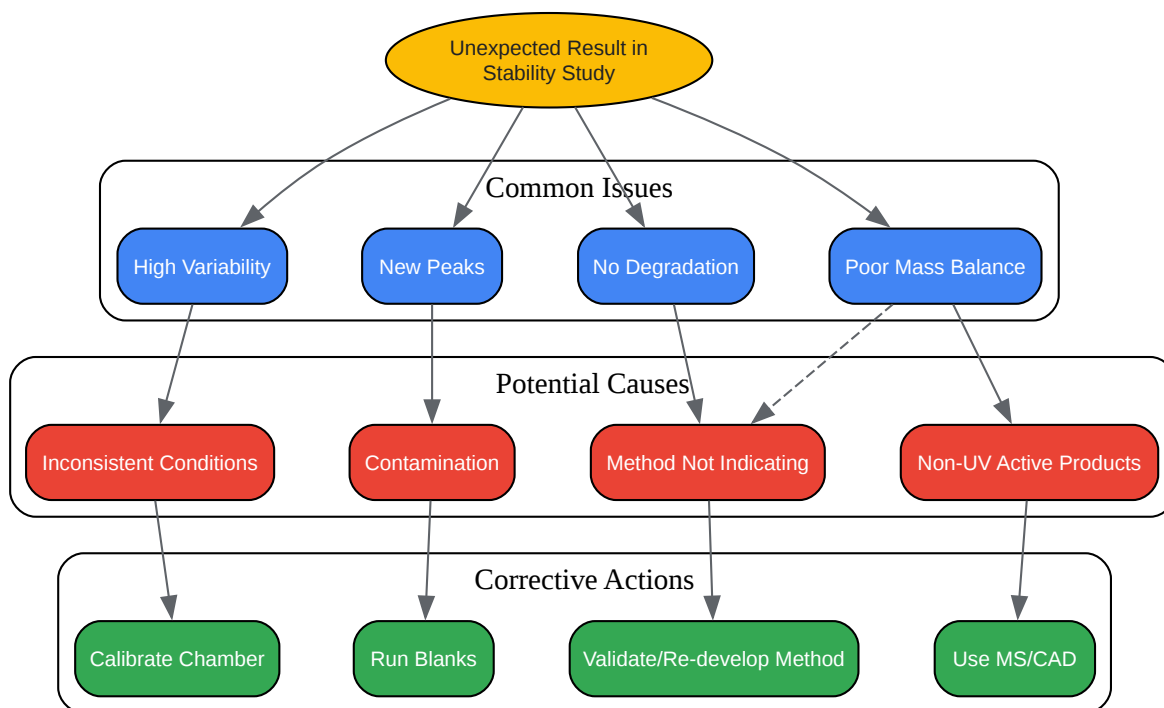 Unexpected Result in
Stability Study
Common Issues
High Variability
New Peaks
No Degradation
Poor Mass Balance
Potential Causes
Inconsistent Conditions
Contamination
Method Not Indicating
Non-UV Active Products
Corrective Actions
Calibrate Chamber
Run Blanks
Validate/Re-develop Method
Use MS/CAD